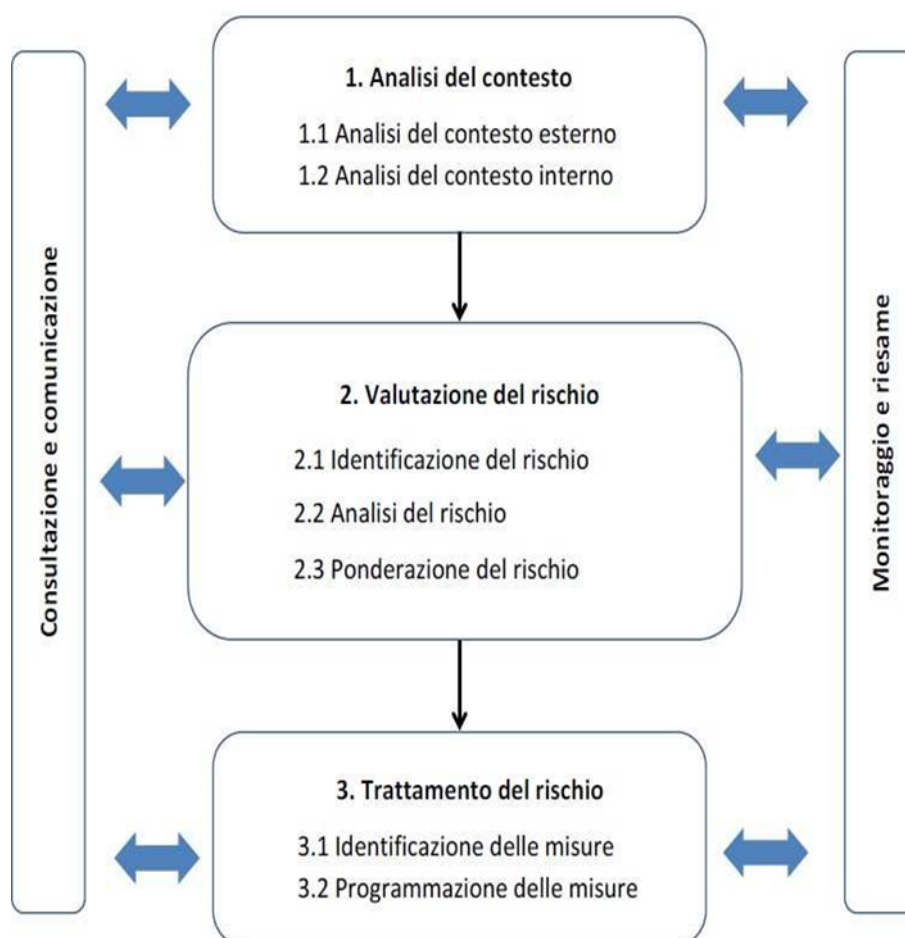 Consultazione e comunicazione
1. Analisi del contesto
1.1 Analisi del contesto esterno
1.2 Analisi del contesto interno
2. Valutazione del rischio
2.1 Identificazione del rischio
2.2 Analisi del rischio
2.3 Ponderazione del rischio
3. Trattamento del rischio
3.1 Identificazione delle misure
3.2 Programmazione delle misure
Monitoraggio e riesame